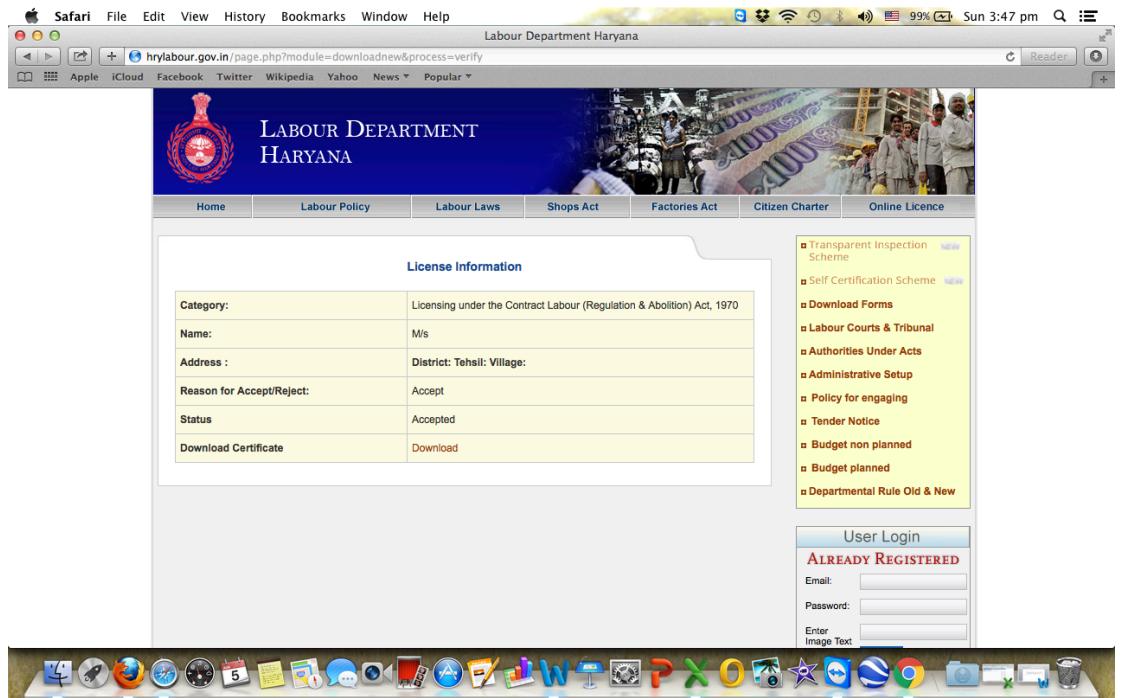 Safari File Edit View History Bookmarks Window Help 99% Sun 3:47 pm
Labour Department Haryana
hrylabour.gov.in/page.php?module=downloadnew&process=verify Reader
Apple iCloud Facebook Twitter Wikipedia Yahoo News Popular
LABOUR DEPARTMENT
HARYANA
Home Labour Policy Labour Laws Shops Act Factories Act Citizen Charter Online Licence
License Information
Category: Licensing under the Contract Labour (Regulation & Abolition) Act, 1970
Name: M/s
Address : District: Tehsil: Village:
Reason for Accept/Reject: Accept
Status Accepted
Download Certificate Download
Transparent Inspection NEW
Scheme
Self Certification Scheme NEW
Download Forms
Labour Courts & Tribunal
Authorities Under Acts
Administrative Setup
Policy for engaging
Tender Notice
Budget non planned
Budget planned
Departmental Rule Old & New
User Login
ALREADY REGISTERED
Email:
Password:
Enter
Image Text
5